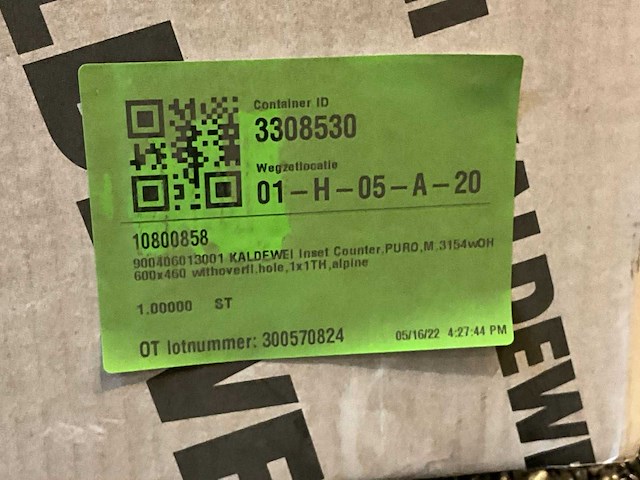 Container ID
3308530
Wegzetlocatie
01-H-05-A-20
10800858
900406013001 KALDEWEI Inset Counter,PURO,M.3154wOH
600x460 withoverfl.hole,1x1TH,alpine
1.00000 ST
OT lotnummer: 300570824
05/16/22 4:27:44 PM